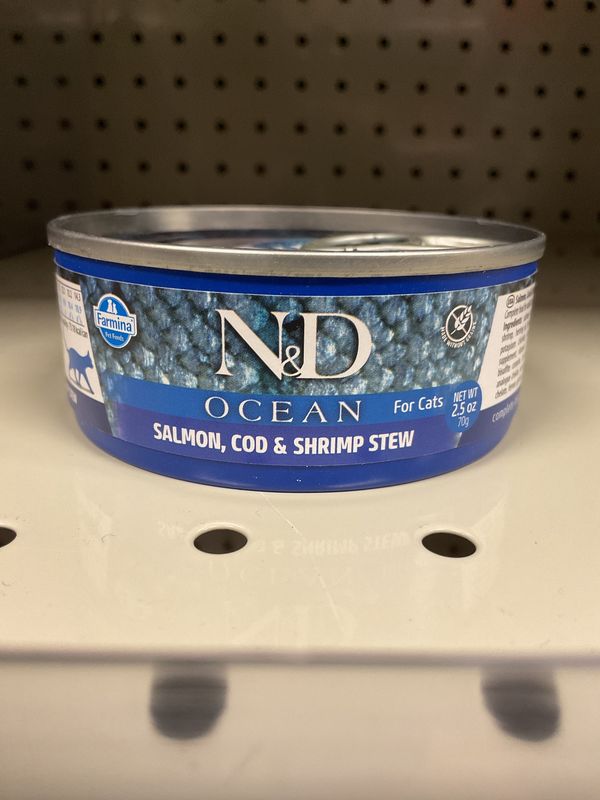 Farmina
Pet Foods
N&D
OCEAN
For Cats
NET WT
2.5 oz
70g
SALMON, COD & SHRIMP STEW